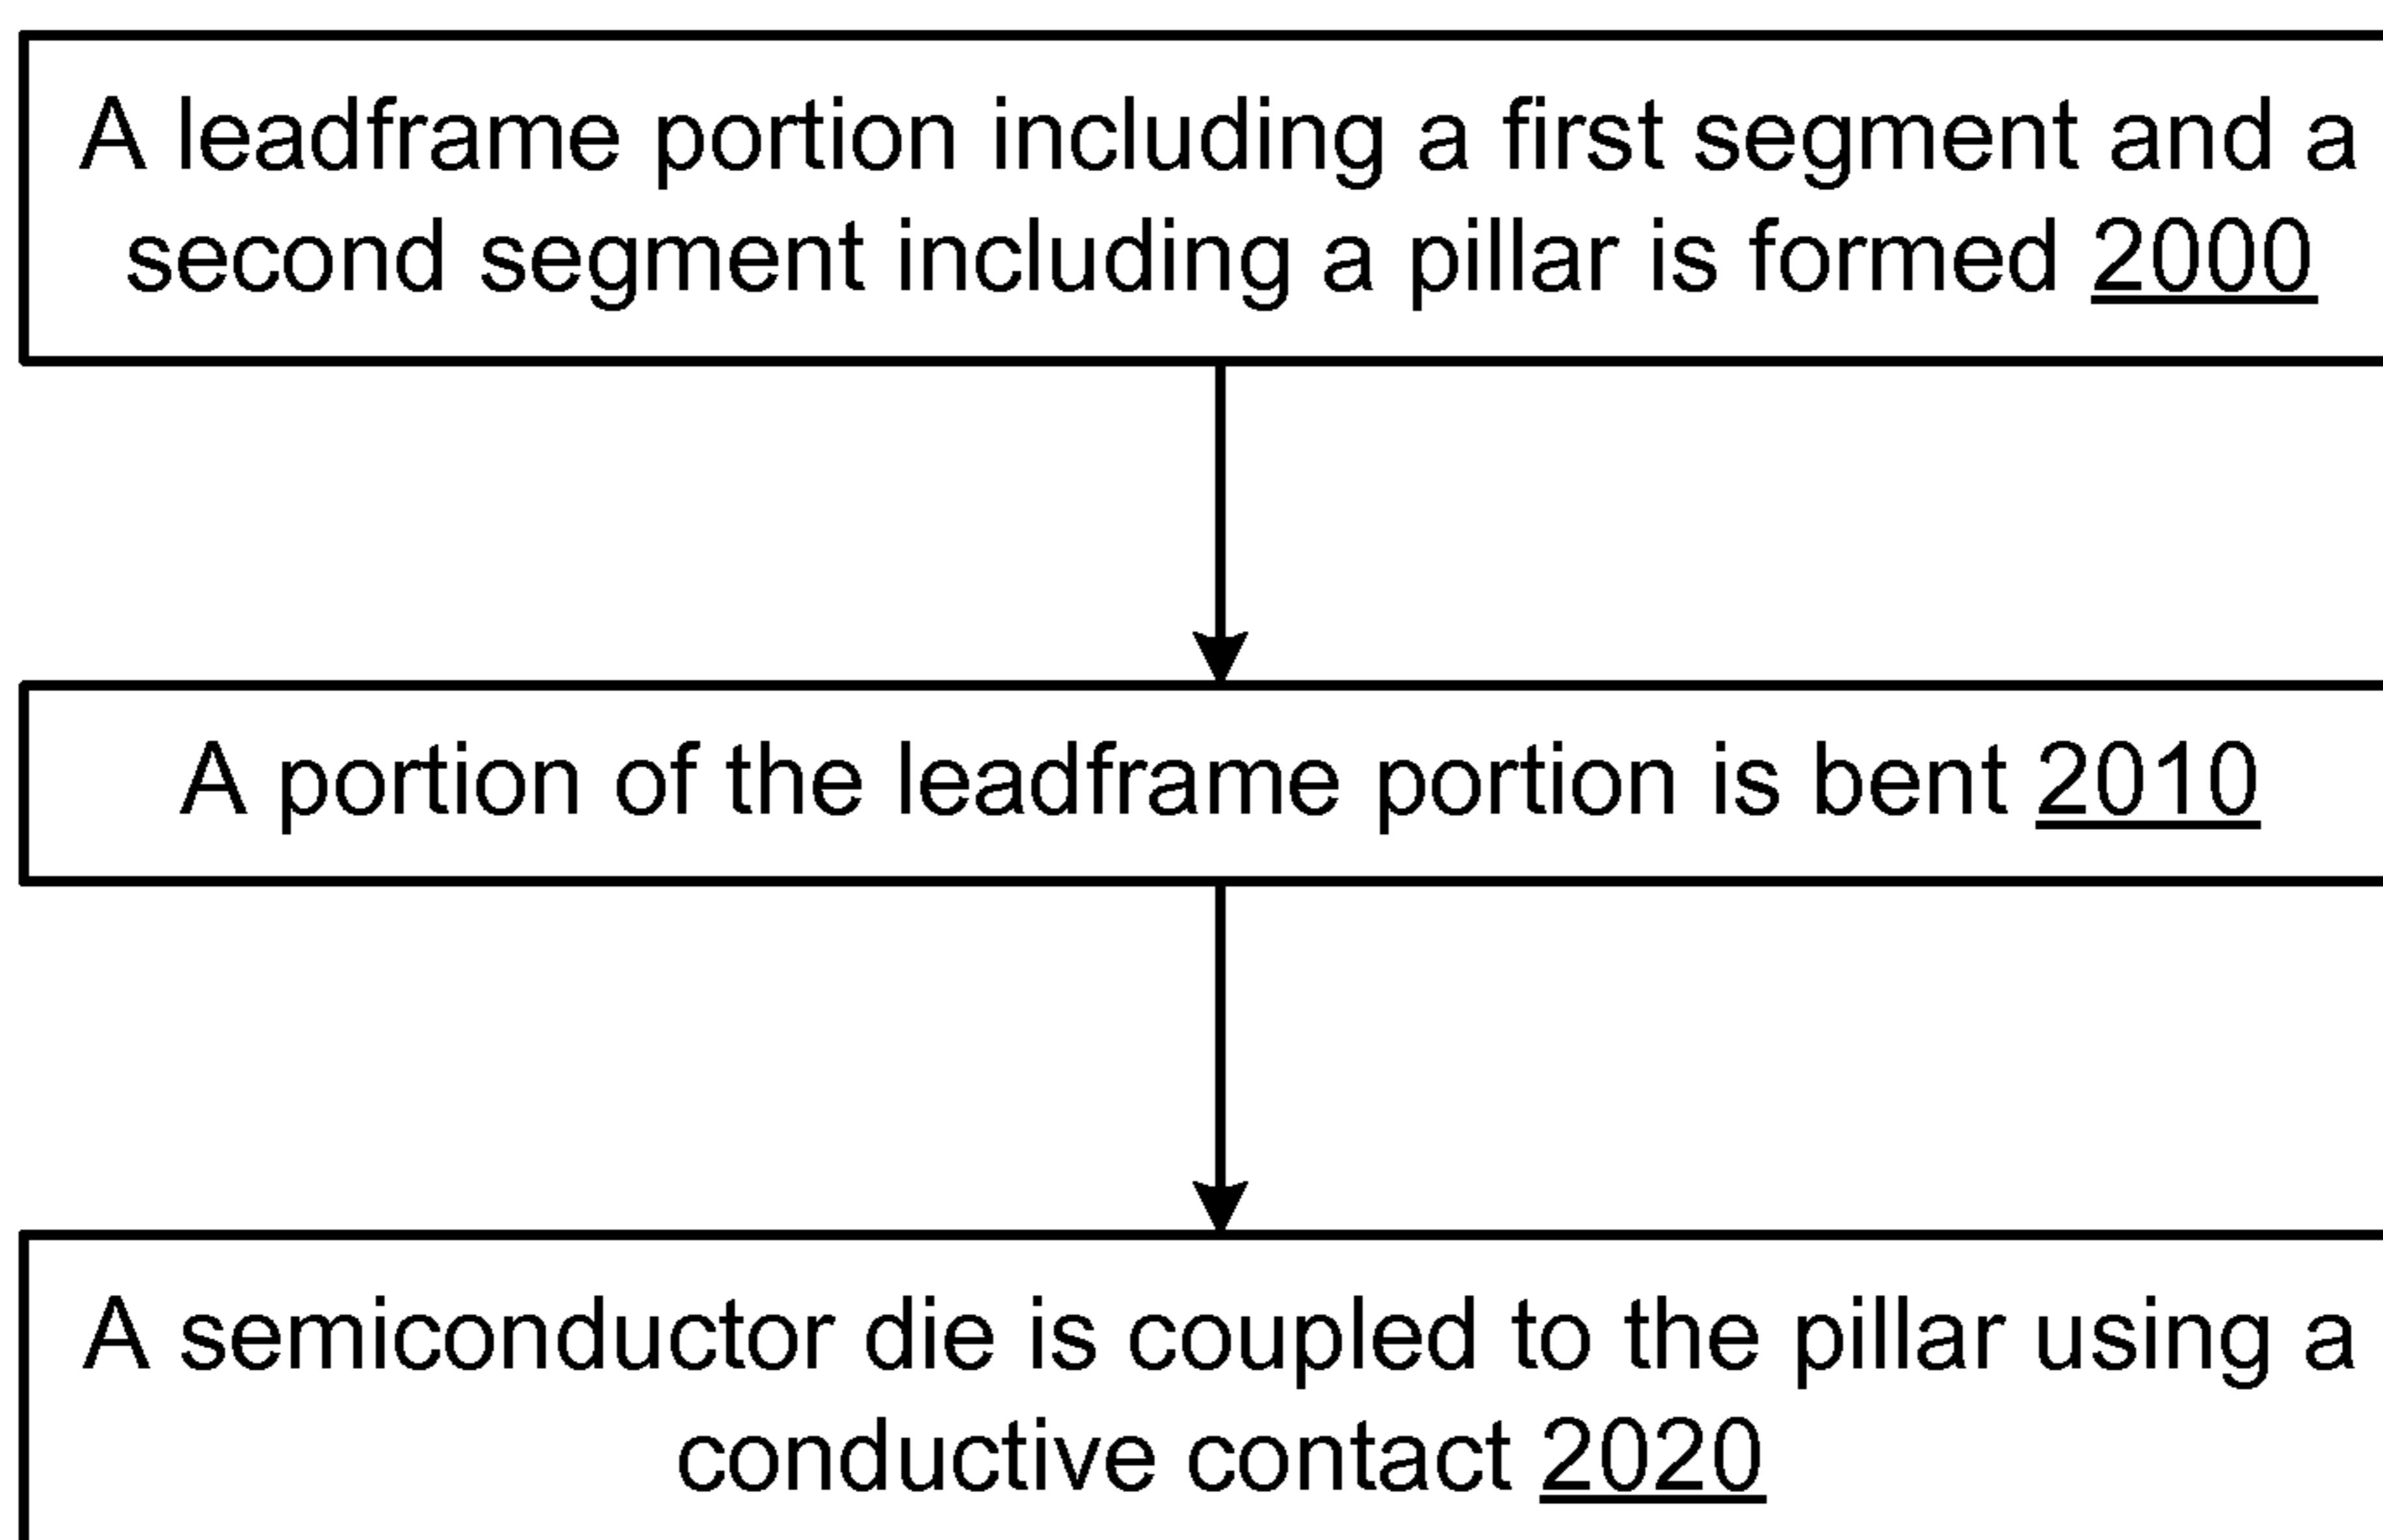 A leadframe portion including a first segment and a
second segment including a pillar is formed 2000
A portion of the leadframe portion is bent 2010
A semiconductor die is coupled to the pillar using a
conductive contact 2020